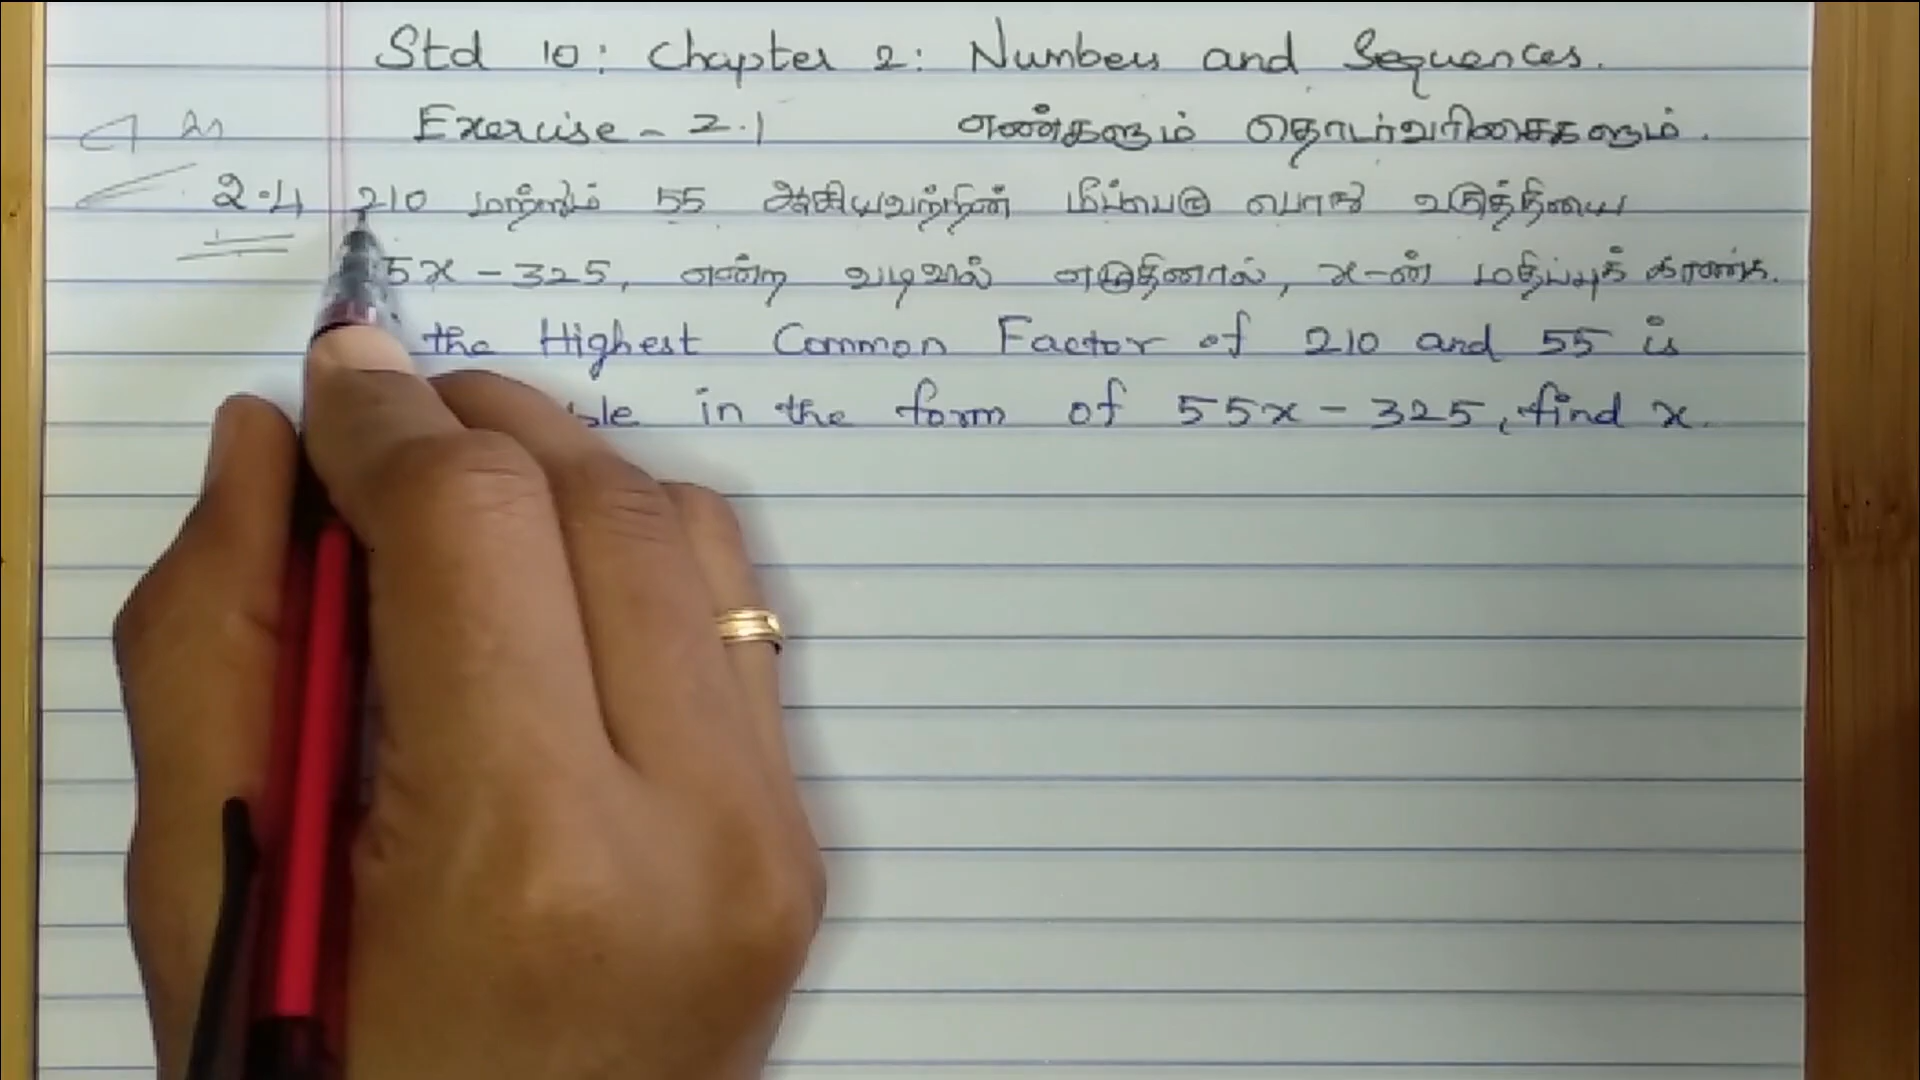 Std 10: Chapter 2: Numbers and Sequences.
Exercise - 2.1 எண்களும் தொடர்வரிசைகளும்.
2.4 210 மற்றும் 55 ஆகியவற்றின் மீப்பெரு பொது வகுத்தியை
5x - 325, என்ற வடிவில் எழுதினால், x-ன் மதிப்புக் காண்க.
the Highest Common Factor of 210 and 55 is
in the form of 55x - 325, find x.